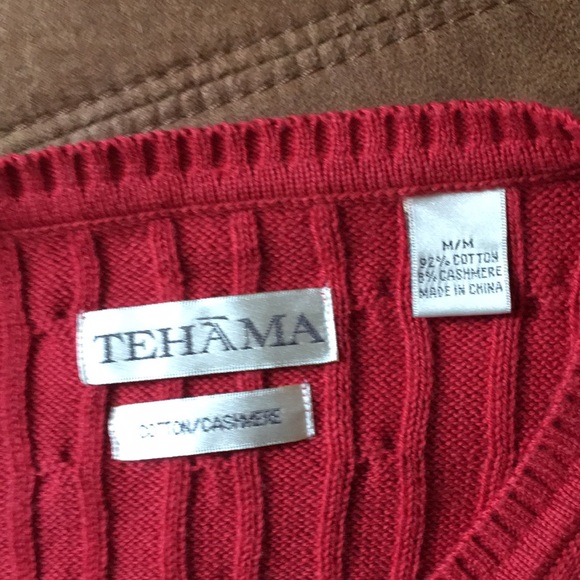 TEHĀMA
COTTON/CASHMERE
M/M
92% COTTON
8% CASHMERE
MADE IN CHINA